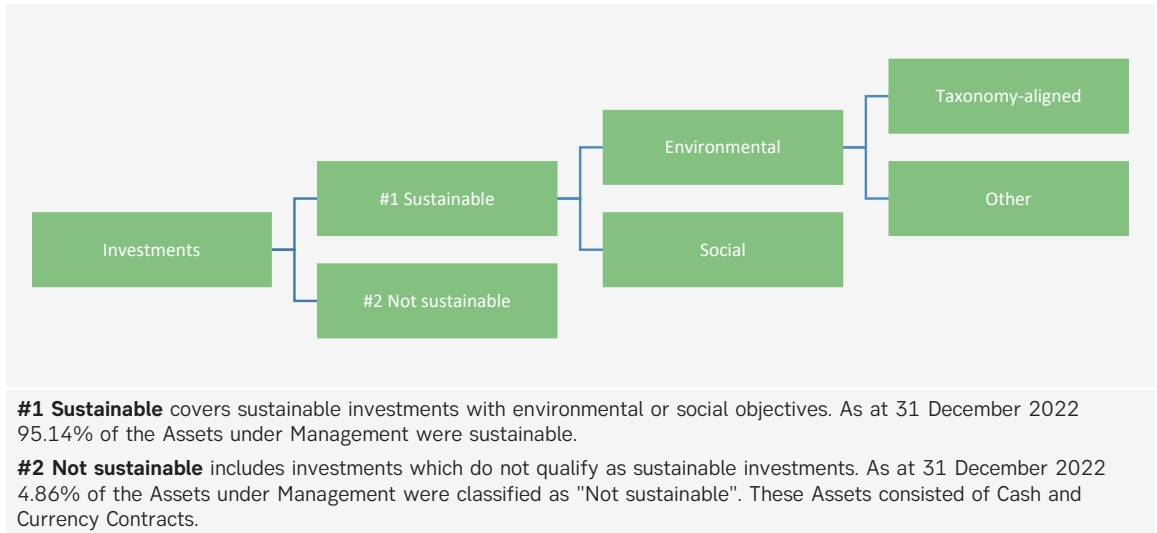 Taxonomy-aligned
Environmental
#1 Sustainable
Other
Investments
Social
#2 Not sustainable
#1 Sustainable covers sustainable investments with environmental or social objectives. As at 31 December 2022
95.14% of the Assets under Management were sustainable.
#2 Not sustainable includes investments which do not qualify as sustainable investments. As at 31 December 2022
4.86% of the Assets under Management were classified as "Not sustainable". These Assets consisted of Cash and
Currency Contracts.